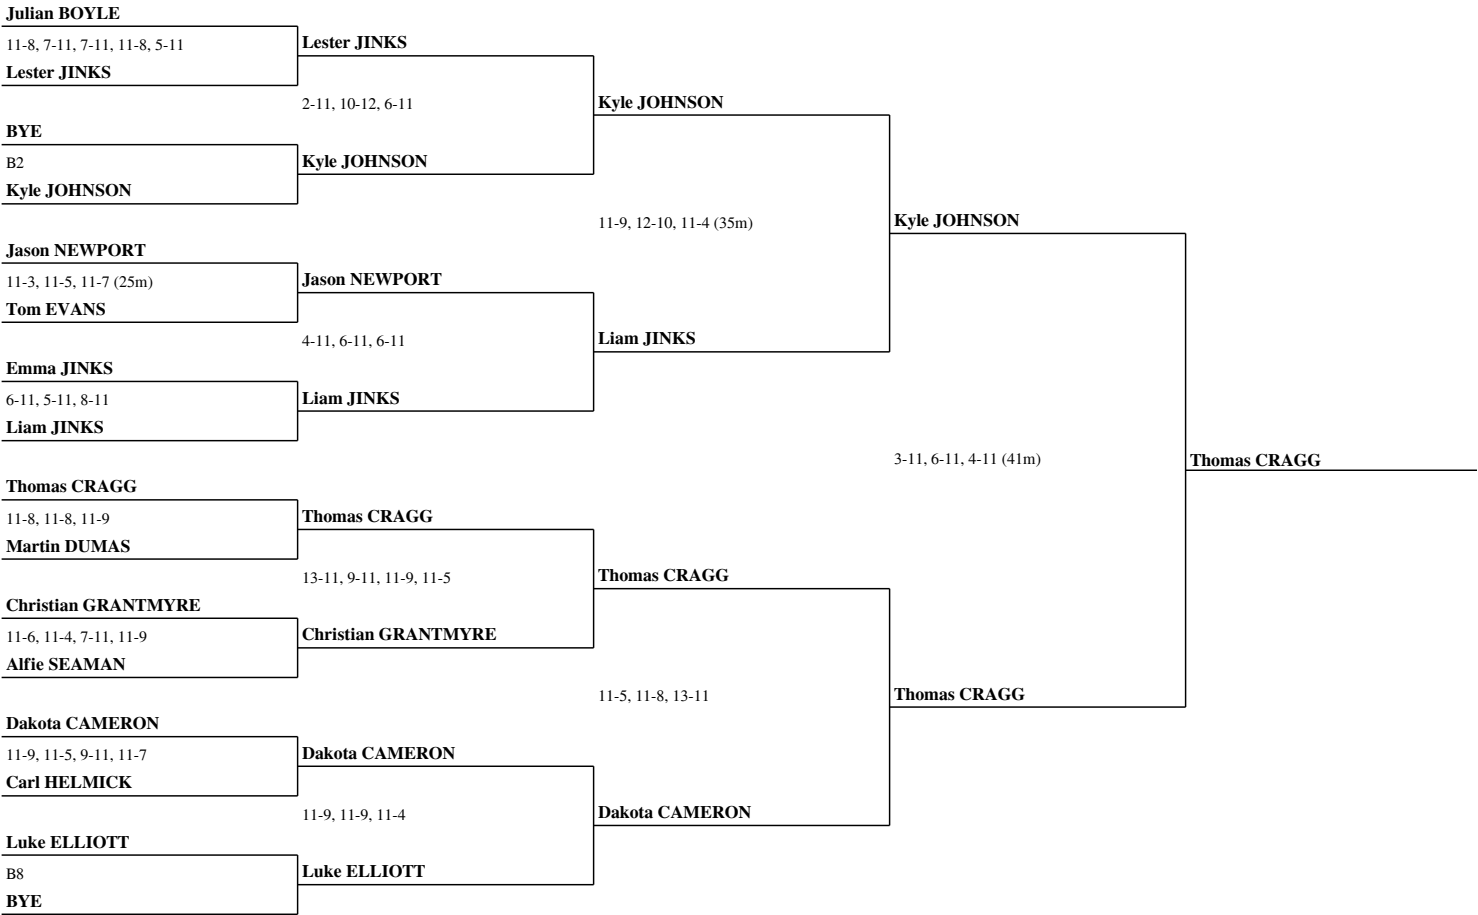 Julian BOYLE
11-8, 7-11, 7-11, 11-8, 5-11
Lester JINKS
BYE
B2
Kyle JOHNSON
Jason NEWPORT
11-3, 11-5, 11-7 (25m)
Tom EVANS
Emma JINKS
6-11, 5-11, 8-11
Liam JINKS
Thomas CRAGG
11-8, 11-8, 11-9
Martin DUMAS
Christian GRANTMYRE
11-6, 11-4, 7-11, 11-9
Alfie SEAMAN
Dakota CAMERON
11-9, 11-5, 9-11, 11-7
Carl HELMICK
Luke ELLIOTT
B8
BYE
Lester JINKS
2-11, 10-12, 6-11
Kyle JOHNSON
Jason NEWPORT
4-11, 6-11, 6-11
Liam JINKS
Thomas CRAGG
13-11, 9-11, 11-9, 11-5
Christian GRANTMYRE
Dakota CAMERON
11-9, 11-9, 11-4
Luke ELLIOTT
Kyle JOHNSON
11-9, 12-10, 11-4 (35m)
Liam JINKS
Thomas CRAGG
11-5, 11-8, 13-11
Dakota CAMERON
Kyle JOHNSON
3-11, 6-11, 4-11 (41m)
Thomas CRAGG
Thomas CRAGG